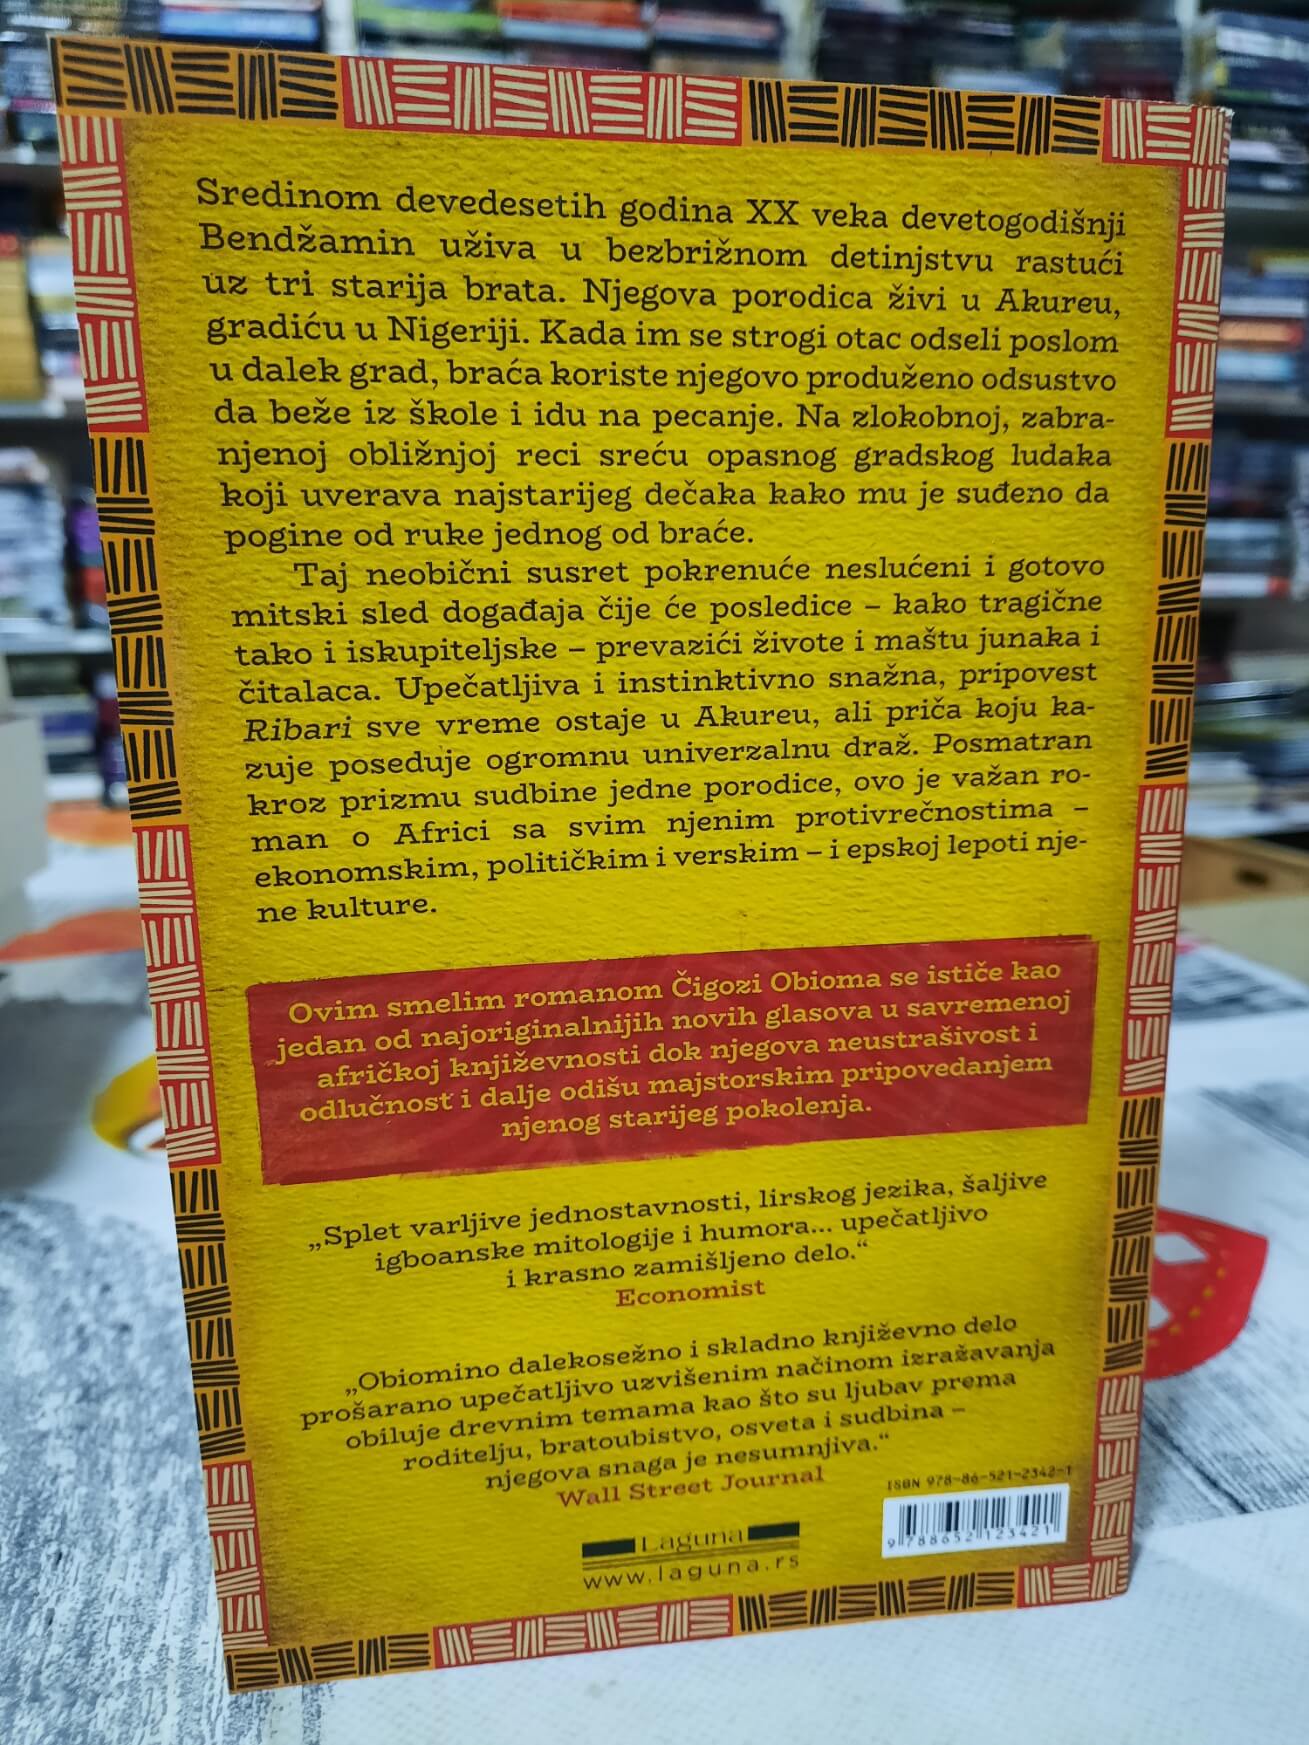 Sredinom devedesetih godina XX veka devetogodišnji
Bendžamin uživa u bezbrižnom detinjstvu rastući
uz tri starija brata. Njegova porodica živi u Akureu,
gradiću u Nigeriji. Kada im se strogi otac odseli poslom
u dalek grad, braća koriste njegovo produženo odsustvo
da beže iz škole i idu na pecanje. Na zlokobnoj, zabra-
njenoj obližnjoj reci sreću opasnog gradskog ludaka
koji uverava najstarijeg dečaka kako mu je suđeno da
pogine od ruke jednog od braće.
Taj neobični susret pokrenuće neslućeni i gotovo
mitski sled događaja čije će posledice – kako tragične
tako i iskupiteljske – prevazići živote i maštu junaka i
čitalaca. Upečatljiva i instinktivno snažna, pripovest
Ribari sve vreme ostaje u Akureu, ali priča koju ka-
zuje poseduje ogromnu univerzalnu draž. Posmatran
kroz prizmu sudbine jedne porodice, ovo je važan ro-
man o Africi sa svim njenim protivrečnostima –
ekonomskim, političkim i verskim – i epskoj lepoti nje-
ne kulture.
Ovim smelim romanom Čigozi Obioma se ističe kao
jedan od najoriginalnijih novih glasova u savremenoj
afričkoj književnosti dok njegova neustrašivost i
odlučnost i dalje odišu majstorskim pripovedanjem
njenog starijeg pokolenja.
„Splet varljive jednostavnosti, lirskog jezika, šaljive
igboanske mitologije i humora... upečatljivo
i krasno zamišljeno delo.“
Economist
„Obiomino dalekosežno i skladno književno delo
prošarano upečatljivo uzvišenim načinom izražavanja
obiluje drevnim temama kao što su ljubav prema
roditelju, bratoubistvo, osveta i sudbina –
njegova snaga je nesumnjiva.“
Wall Street Journal
ISBN 978-86-521-2342-1
9 788652 123421
Laguna
www.laguna.rs